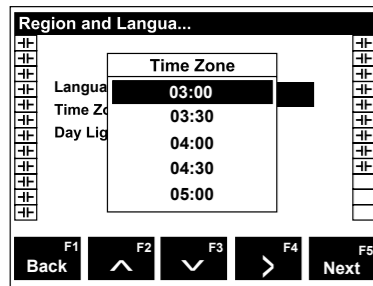 Region and Langua...
Time Zone
Langua
03:00
Time Zo
03:30
Day Lig
04:00
04:30
05:00
F1 F2 F3 F4 F5
Back Next